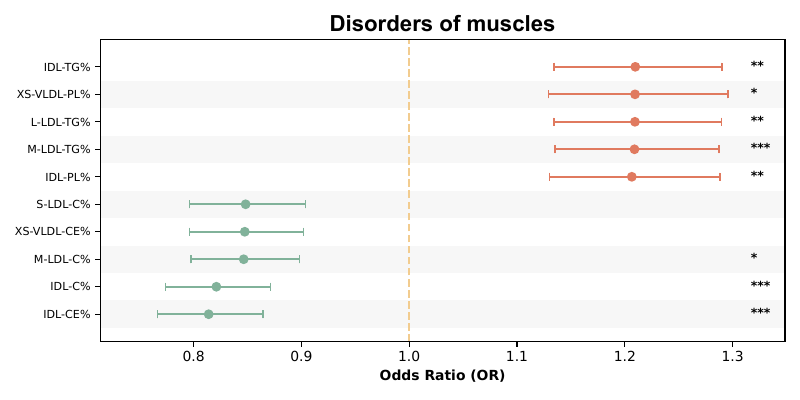 Disorders of muscles
IDL-TG% **
XS-VLDL-PL% *
L-LDL-TG% **
M-LDL-TG% ***
IDL-PL% **
S-LDL-C%
XS-VLDL-CE%
M-LDL-C% *
IDL-C% ***
IDL-CE% ***
0.8 0.9 1.0 1.1 1.2 1.3
Odds Ratio (OR)